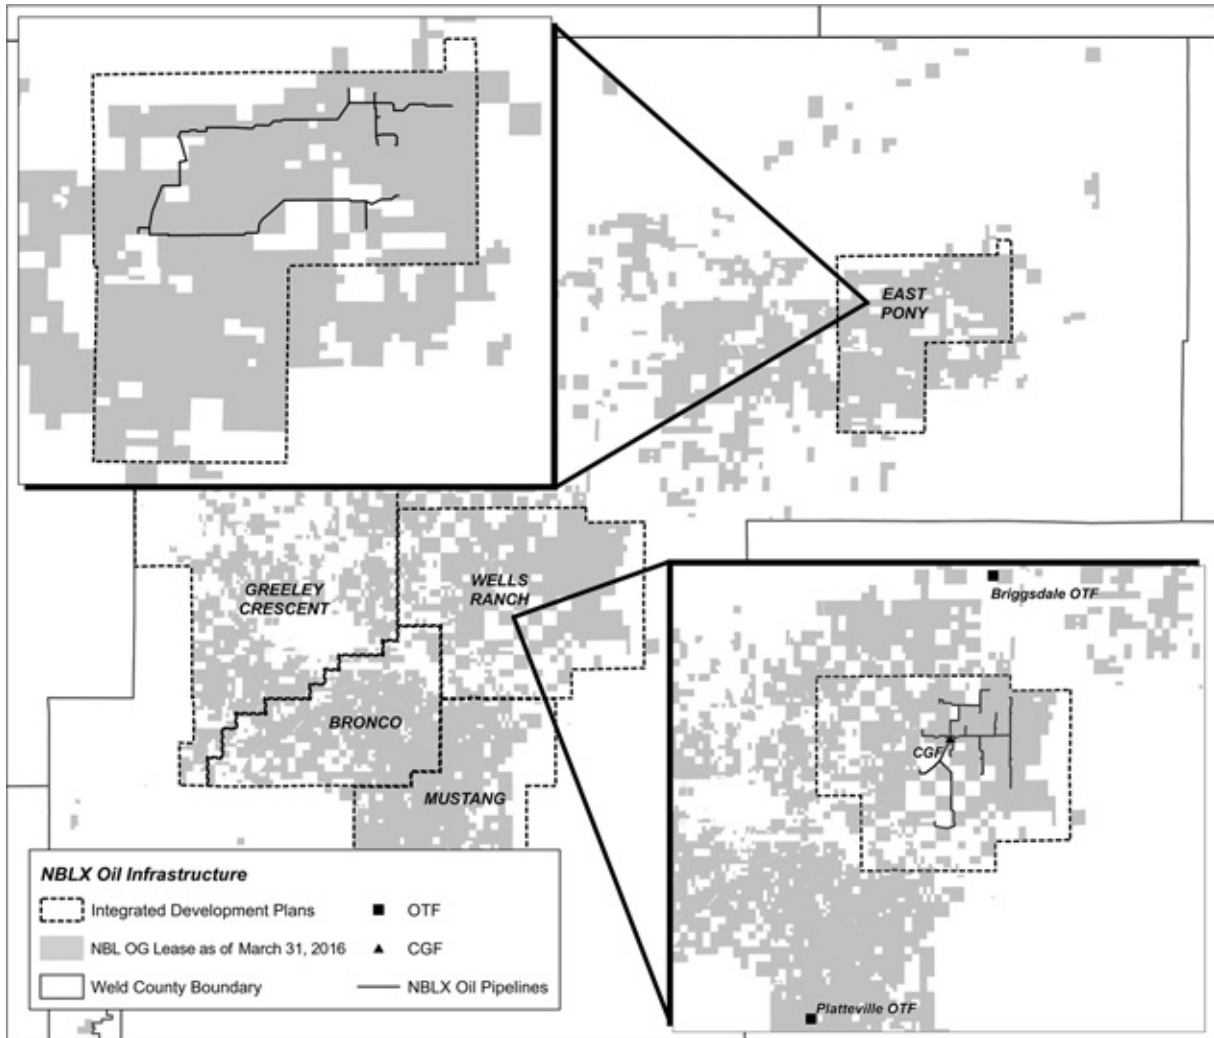 EAST
PONY
GREELEY
CRESCENT
WELLS
RANCH
BRONCO
MUSTANG
Briggsdale OTF
CGF
Platteville OTF
NBLX Oil Infrastructure
Integrated Development Plans
OTF
NBL OG Lease as of March 31, 2016
CGF
Weld County Boundary
NBLX Oil Pipelines